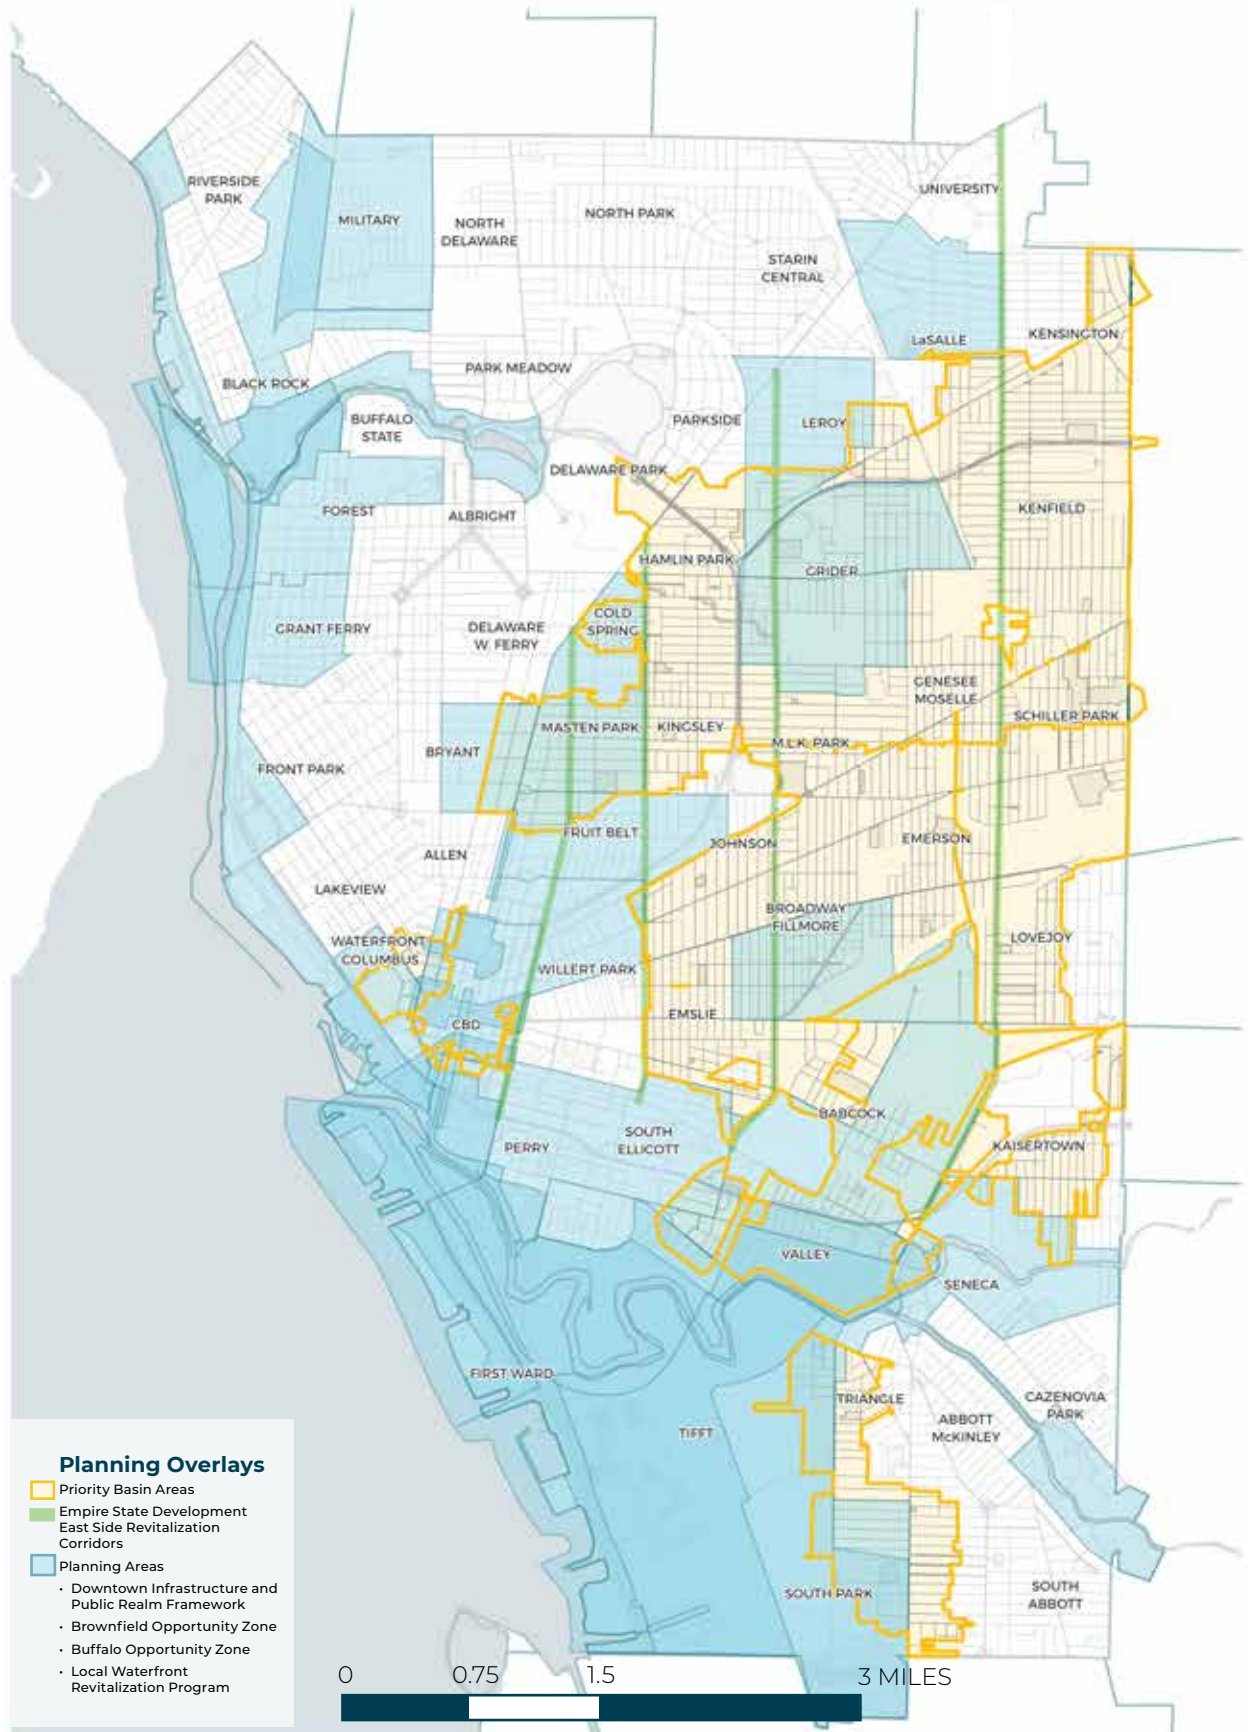 RIVERSIDE
PARK
MILITARY
NORTH
DELAWARE
NORTH PARK
UNIVERSITY
STARIN
CENTRAL
LaSALLE
KENSINGTON
BLACK ROCK
PARK MEADOW
BUFFALO
STATE
PARKSIDE
LEROY
DELAWARE PARK
FOREST
ALBRIGHT
KENFIELD
HAMLIN PARK
GRIDER
GRANT FERRY
DELAWARE
W. FERRY
COLD
SPRING
GENESEE
MOSELLE
SCHILLER PARK
MASTEN PARK
KINGSLEY
M.L.K. PARK
BRYANT
FRONT PARK
FRUIT BELT
JOHNSON
EMERSON
ALLEN
LAKEVIEW
BROADWAY
FILLMORE
WATERFRONT
COLUMBUS
LOVEJOY
WILLERT PARK
CBD
EMSLIE
BABCOCK
PERRY
SOUTH
ELLICOTT
KAISERTOWN
VALLEY
SENECA
FIRST WARD
TRIANGLE
CAZENOVIA
PARK
ABBOTT
McKINLEY
TIFFT
SOUTH PARK
SOUTH
ABBOTT
Planning Overlays
Priority Basin Areas
Empire State Development
East Side Revitalization
Corridors
Planning Areas
· Downtown Infrastructure and
Public Realm Framework
· Brownfield Opportunity Zone
· Buffalo Opportunity Zone
· Local Waterfront
Revitalization Program
0 0.75 1.5 3 MILES